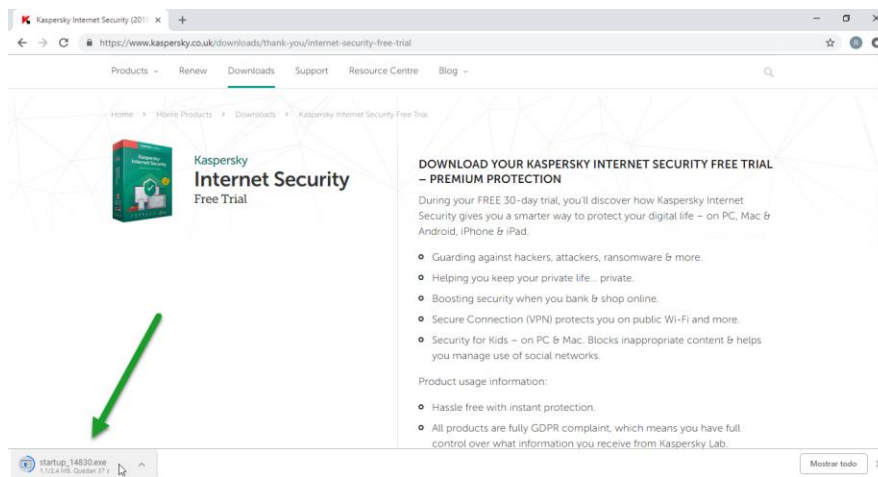 Kaspersky Internet Security (201
https://www.kaspersky.co.uk/downloads/thank-you/internet-security-free-trial
Products Renew Downloads Support Resource Centre Blog
Home Home Products Downloads Kaspersky Internet Security Free Trial
Kaspersky
Internet Security
Free Trial
DOWNLOAD YOUR KASPERSKY INTERNET SECURITY FREE TRIAL
– PREMIUM PROTECTION
During your FREE 30-day trial, you'll discover how Kaspersky Internet
Security gives you a smarter way to protect your digital life – on PC, Mac &
Android, iPhone & iPad.
Guarding against hackers, attackers, ransomware & more.
Helping you keep your private life... private.
Boosting security when you bank & shop online.
Secure Connection (VPN) protects you on public Wi-Fi and more.
Security for Kids – on PC & Mac. Blocks inappropriate content & helps
you manage use of social networks.
Product usage information:
Hassle free with instant protection.
All products are fully GDPR complaint, which means you have full
control over what information you receive from Kaspersky Lab.
startup_14830.exe
1.1/2.4 MB, Quedan 37 s
Mostrar todo